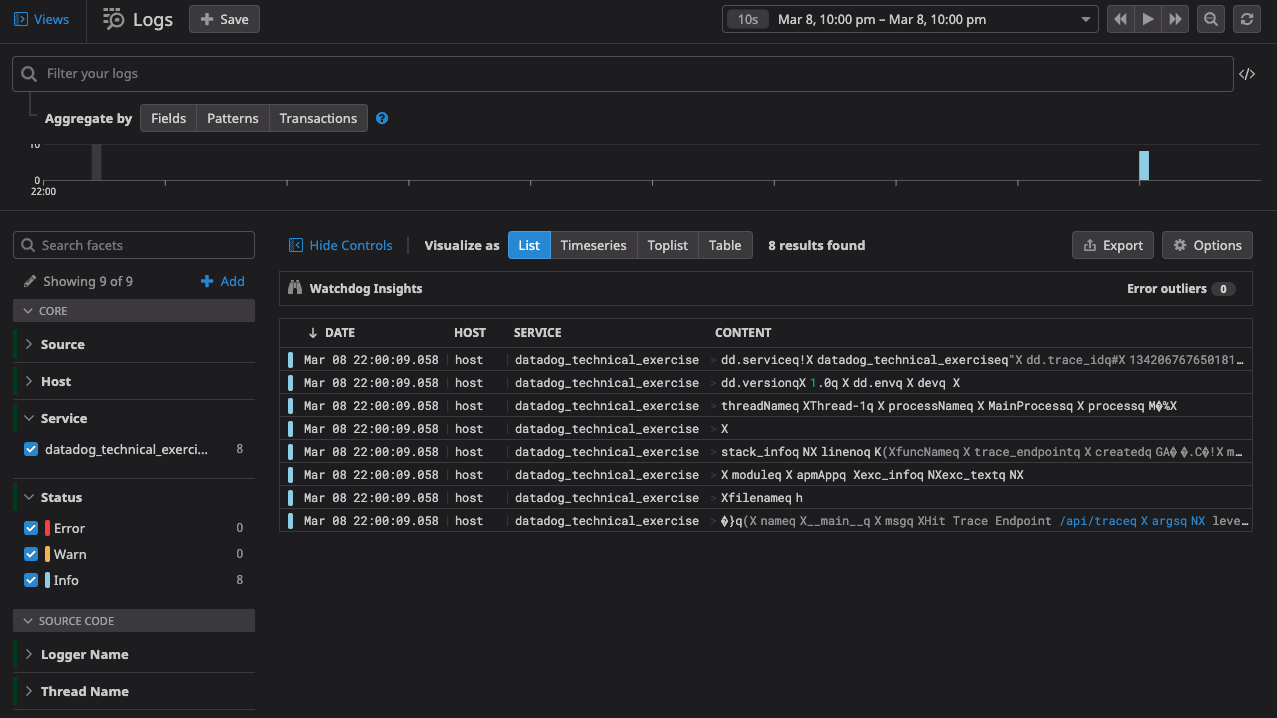 Views Logs + Save 10s Mar 8, 10:00 pm – Mar 8, 10:00 pm
Filter your logs </>
Aggregate by Fields Patterns Transactions ?
10
0
22:00
Search facets
Hide Controls Visualize as List Timeseries Toplist Table 8 results found Export Options
Showing 9 of 9 + Add
Watchdog Insights Error outliers 0
CORE
Source
Host
Service
datadog_technical_exerci... 8
Status
Error 0
Warn 0
Info 8
SOURCE CODE
Logger Name
Thread Name
↓ DATE HOST SERVICE CONTENT
Mar 08 22:00:09.058 host datadog_technical_exercise > dd.serviceq!X datadog_technical_exerciseq"X dd.trace_idq#X 134206767650181…
Mar 08 22:00:09.058 host datadog_technical_exercise > dd.versionqX 1.0q X dd.envq X devq X
Mar 08 22:00:09.058 host datadog_technical_exercise > threadNameq XThread-1q X processNameq X MainProcessq X processq M�%X
Mar 08 22:00:09.058 host datadog_technical_exercise > X
Mar 08 22:00:09.058 host datadog_technical_exercise > stack_infoq NX linenoq K(XfuncNameq X trace_endpointq X createdq GA� �.C�!X m…
Mar 08 22:00:09.058 host datadog_technical_exercise > X moduleq X apmAppq Xexc_infoq NXexc_textq NX
Mar 08 22:00:09.058 host datadog_technical_exercise > Xfilenameq h
Mar 08 22:00:09.058 host datadog_technical_exercise > �}q(X nameq X__main__q X msgq XHit Trace Endpoint /api/traceq X argsq NX leve…